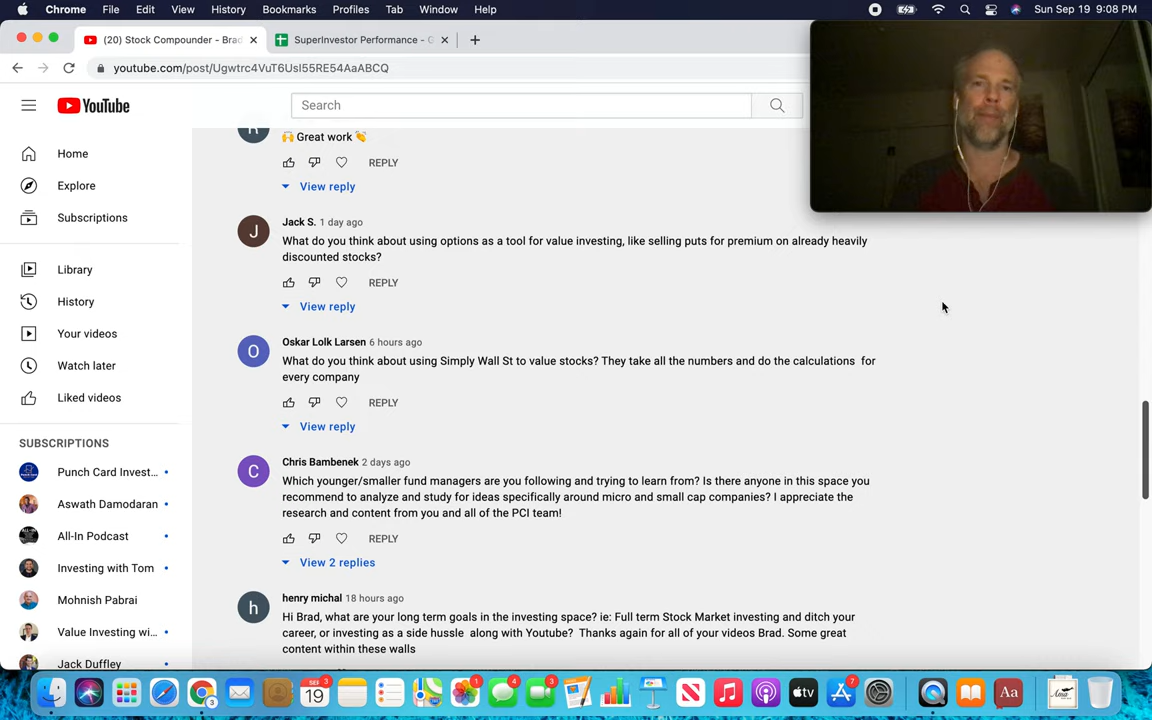 Chrome File Edit View History Bookmarks Profiles Tab Window Help Sun Sep 19 9:08 PM
(20) Stock Compounder - Brad
SuperInvestor Performance - G
youtube.com/post/Ugwtrc4VuT6UsI55RE54AaABCQ
YouTube
Search
Home
Explore
Subscriptions
Library
History
Your videos
Watch later
Liked videos
SUBSCRIPTIONS
Punch Card Invest...
Aswath Damodaran
All-In Podcast
Investing with Tom
Mohnish Pabrai
Value Investing wi...
Jack Duffley
🙌 Great work 👏
REPLY
View reply
J
Jack S. 1 day ago
What do you think about using options as a tool for value investing, like selling puts for premium on already heavily
discounted stocks?
REPLY
View reply
O
Oskar Lolk Larsen 6 hours ago
What do you think about using Simply Wall St to value stocks? They take all the numbers and do the calculations for
every company
REPLY
View reply
C
Chris Bambenek 2 days ago
Which younger/smaller fund managers are you following and trying to learn from? Is there anyone in this space you
recommend to analyze and study for ideas specifically around micro and small cap companies? I appreciate the
research and content from you and all of the PCI team!
REPLY
View 2 replies
h
henry michal 18 hours ago
Hi Brad, what are your long term goals in the investing space? ie: Full term Stock Market investing and ditch your
career, or investing as a side hussle along with Youtube? Thanks again for all of your videos Brad. Some great
content within these walls
3
SEP
19
3
1
4
3
tv
7
Aa